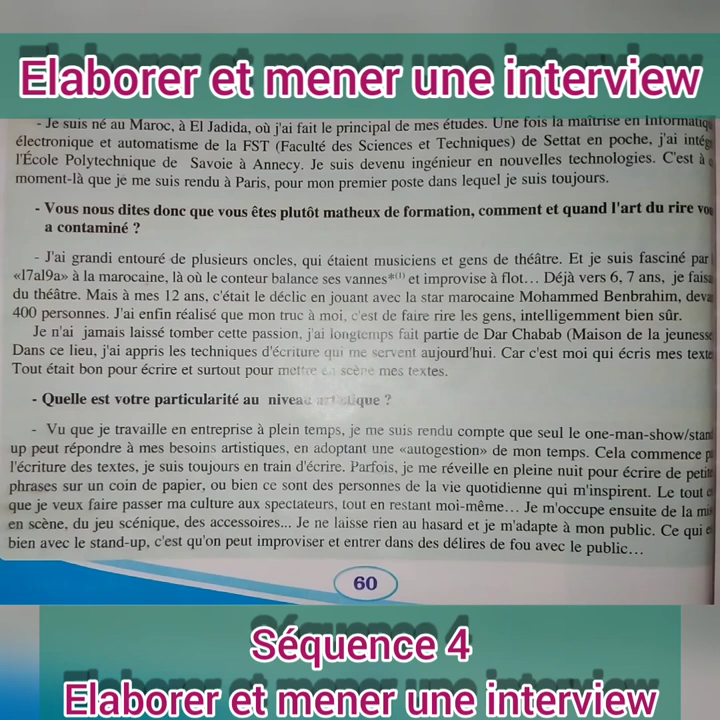 Elaborer et mener une interview
- Je suis né au Maroc, à El Jadida, où j'ai fait le principal de mes études. Une fois la maîtrise en Informatiq
électronique et automatisme de la FST (Faculté des Sciences et Techniques) de Settat en poche, j'ai intég
l'École Polytechnique de Savoie à Annecy. Je suis devenu ingénieur en nouvelles technologies. C'est à
moment-là que je me suis rendu à Paris, pour mon premier poste dans lequel je suis toujours.
- Vous nous dites donc que vous êtes plutôt matheux de formation, comment et quand l'art du rire vou
a contaminé ?
- J'ai grandi entouré de plusieurs oncles, qui étaient musiciens et gens de théâtre. Et je suis fasciné par
«l7al9a» à la marocaine, là où le conteur balance ses vannes*(1) et improvise à flot… Déjà vers 6, 7 ans, je faisa
du théâtre. Mais à mes 12 ans, c'était le déclic en jouant avec la star marocaine Mohammed Benbrahim, deva
400 personnes. J'ai enfin réalisé que mon truc à moi, c'est de faire rire les gens, intelligemment bien sûr.
Je n'ai jamais laissé tomber cette passion, j'ai longtemps fait partie de Dar Chabab (Maison de la jeunesse
Dans ce lieu, j'ai appris les techniques d'écriture qui me servent aujourd'hui. Car c'est moi qui écris mes texte
Tout était bon pour écrire et surtout pour mettre en scène mes textes.
- Quelle est votre particularité au niveau artistique ?
- Vu que je travaille en entreprise à plein temps, je me suis rendu compte que seul le one-man-show/stand
up peut répondre à mes besoins artistiques, en adoptant une «autogestion» de mon temps. Cela commence p
l'écriture des textes, je suis toujours en train d'écrire. Parfois, je me réveille en pleine nuit pour écrire de petite
phrases sur un coin de papier, ou bien ce sont des personnes de la vie quotidienne qui m'inspirent. Le tout c
que je veux faire passer ma culture aux spectateurs, tout en restant moi-même… Je m'occupe ensuite de la mis
en scène, du jeu scénique, des accessoires... Je ne laisse rien au hasard et je m'adapte à mon public. Ce qui e
bien avec le stand-up, c'est qu'on peut improviser et entrer dans des délires de fou avec le public…
60
Séquence 4
Elaborer et mener une interview